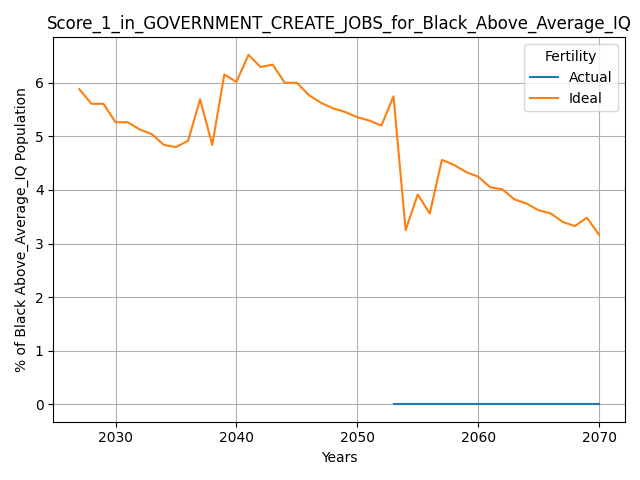 Score_1_in_GOVERNMENT_CREATE_JOBS_for_Black_Above_Average_IQ
Fertility
Actual
Ideal
% of Black Above_Average_IQ Population
6
5
4
3
2
1
0
2030 2040 2050 2060 2070
Years